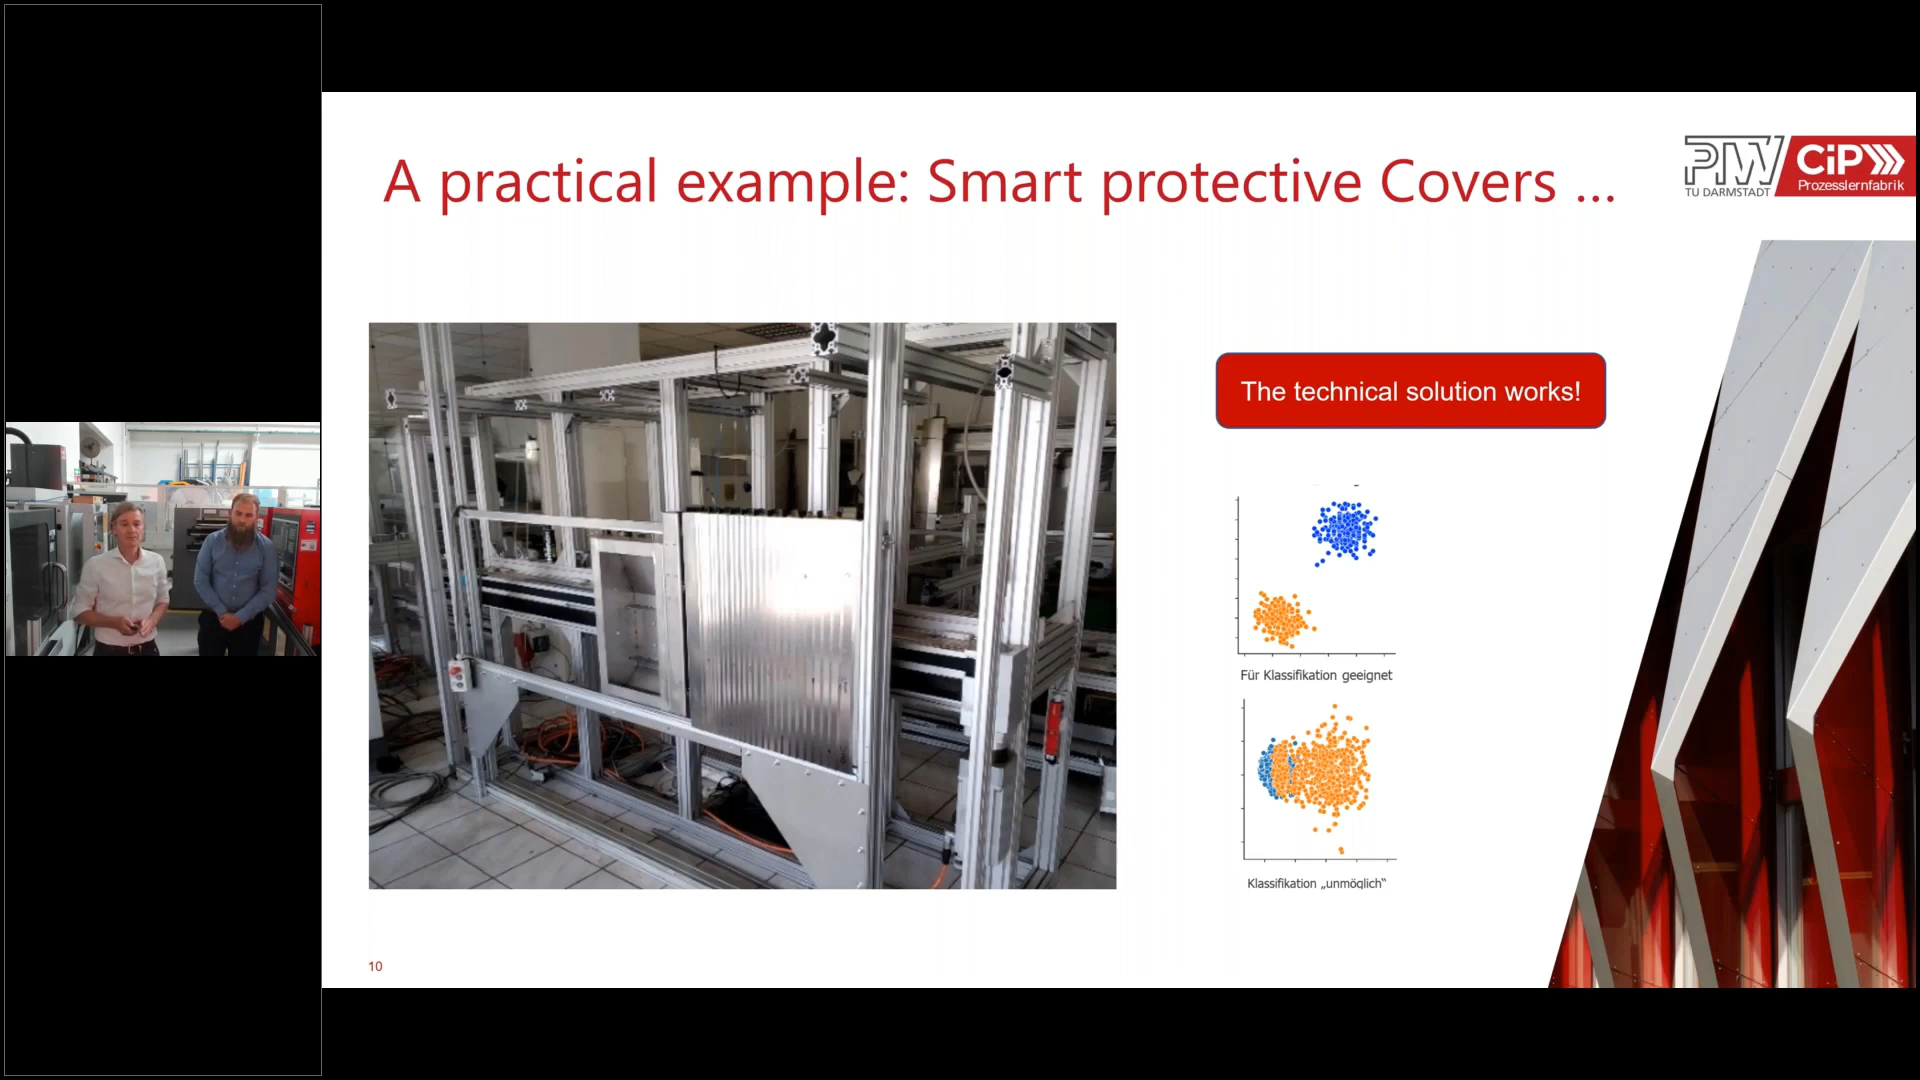 A practical example: Smart protective Covers ...
PTW
TU DARMSTADT
CiP
Prozesslernfabrik
The technical solution works!
Für Klassifikation geeignet
Klassifikation „unmöglich“
10